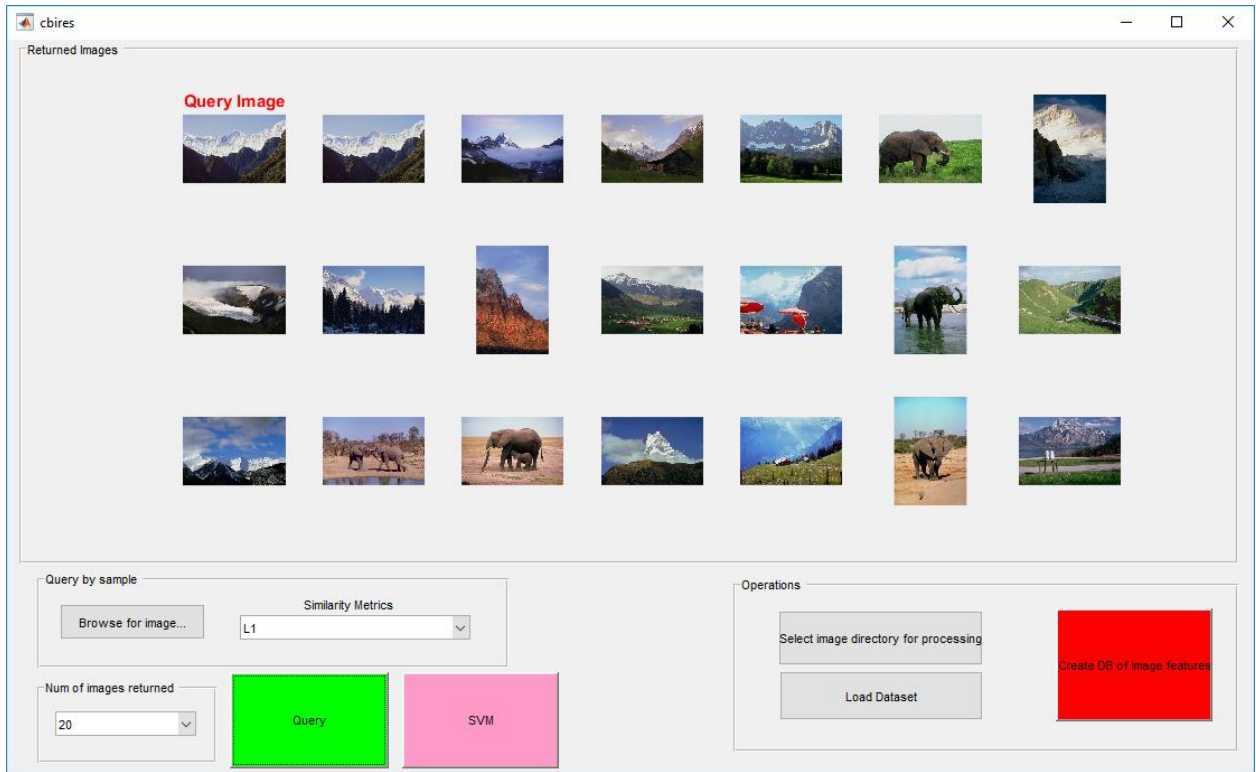 cbires
Returned Images
Query Image
Query by sample
Browse for image...
Similarity Metrics
L1
Num of images returned
20
Query
SVM
Operations
Select image directory for processing
Load Dataset
Create DB of image features